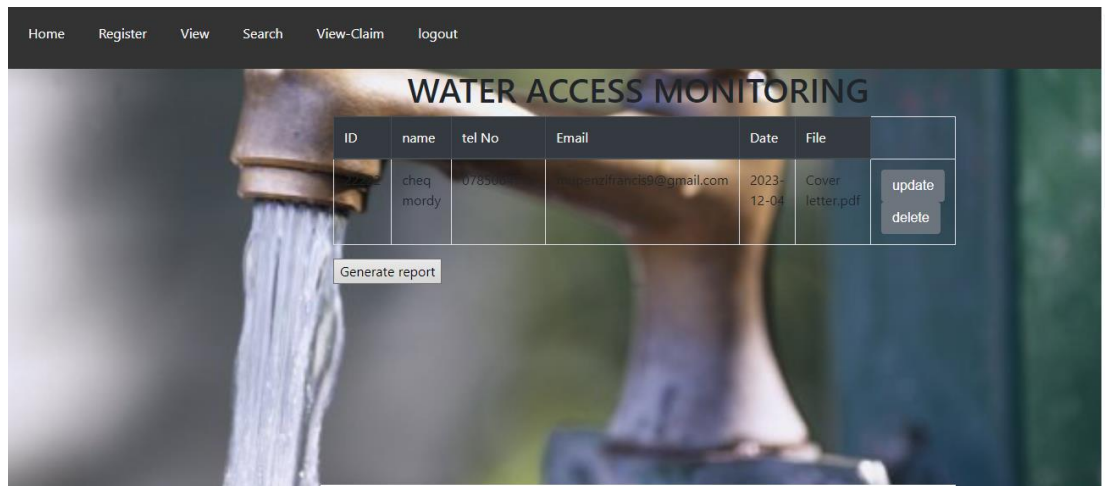 Home Register View Search View-Claim logout
WATER ACCESS MONITORING
ID name tel No Email Date File
cheq mordy 2023-12-04 Cover letter.pdf update
delete
Generate report